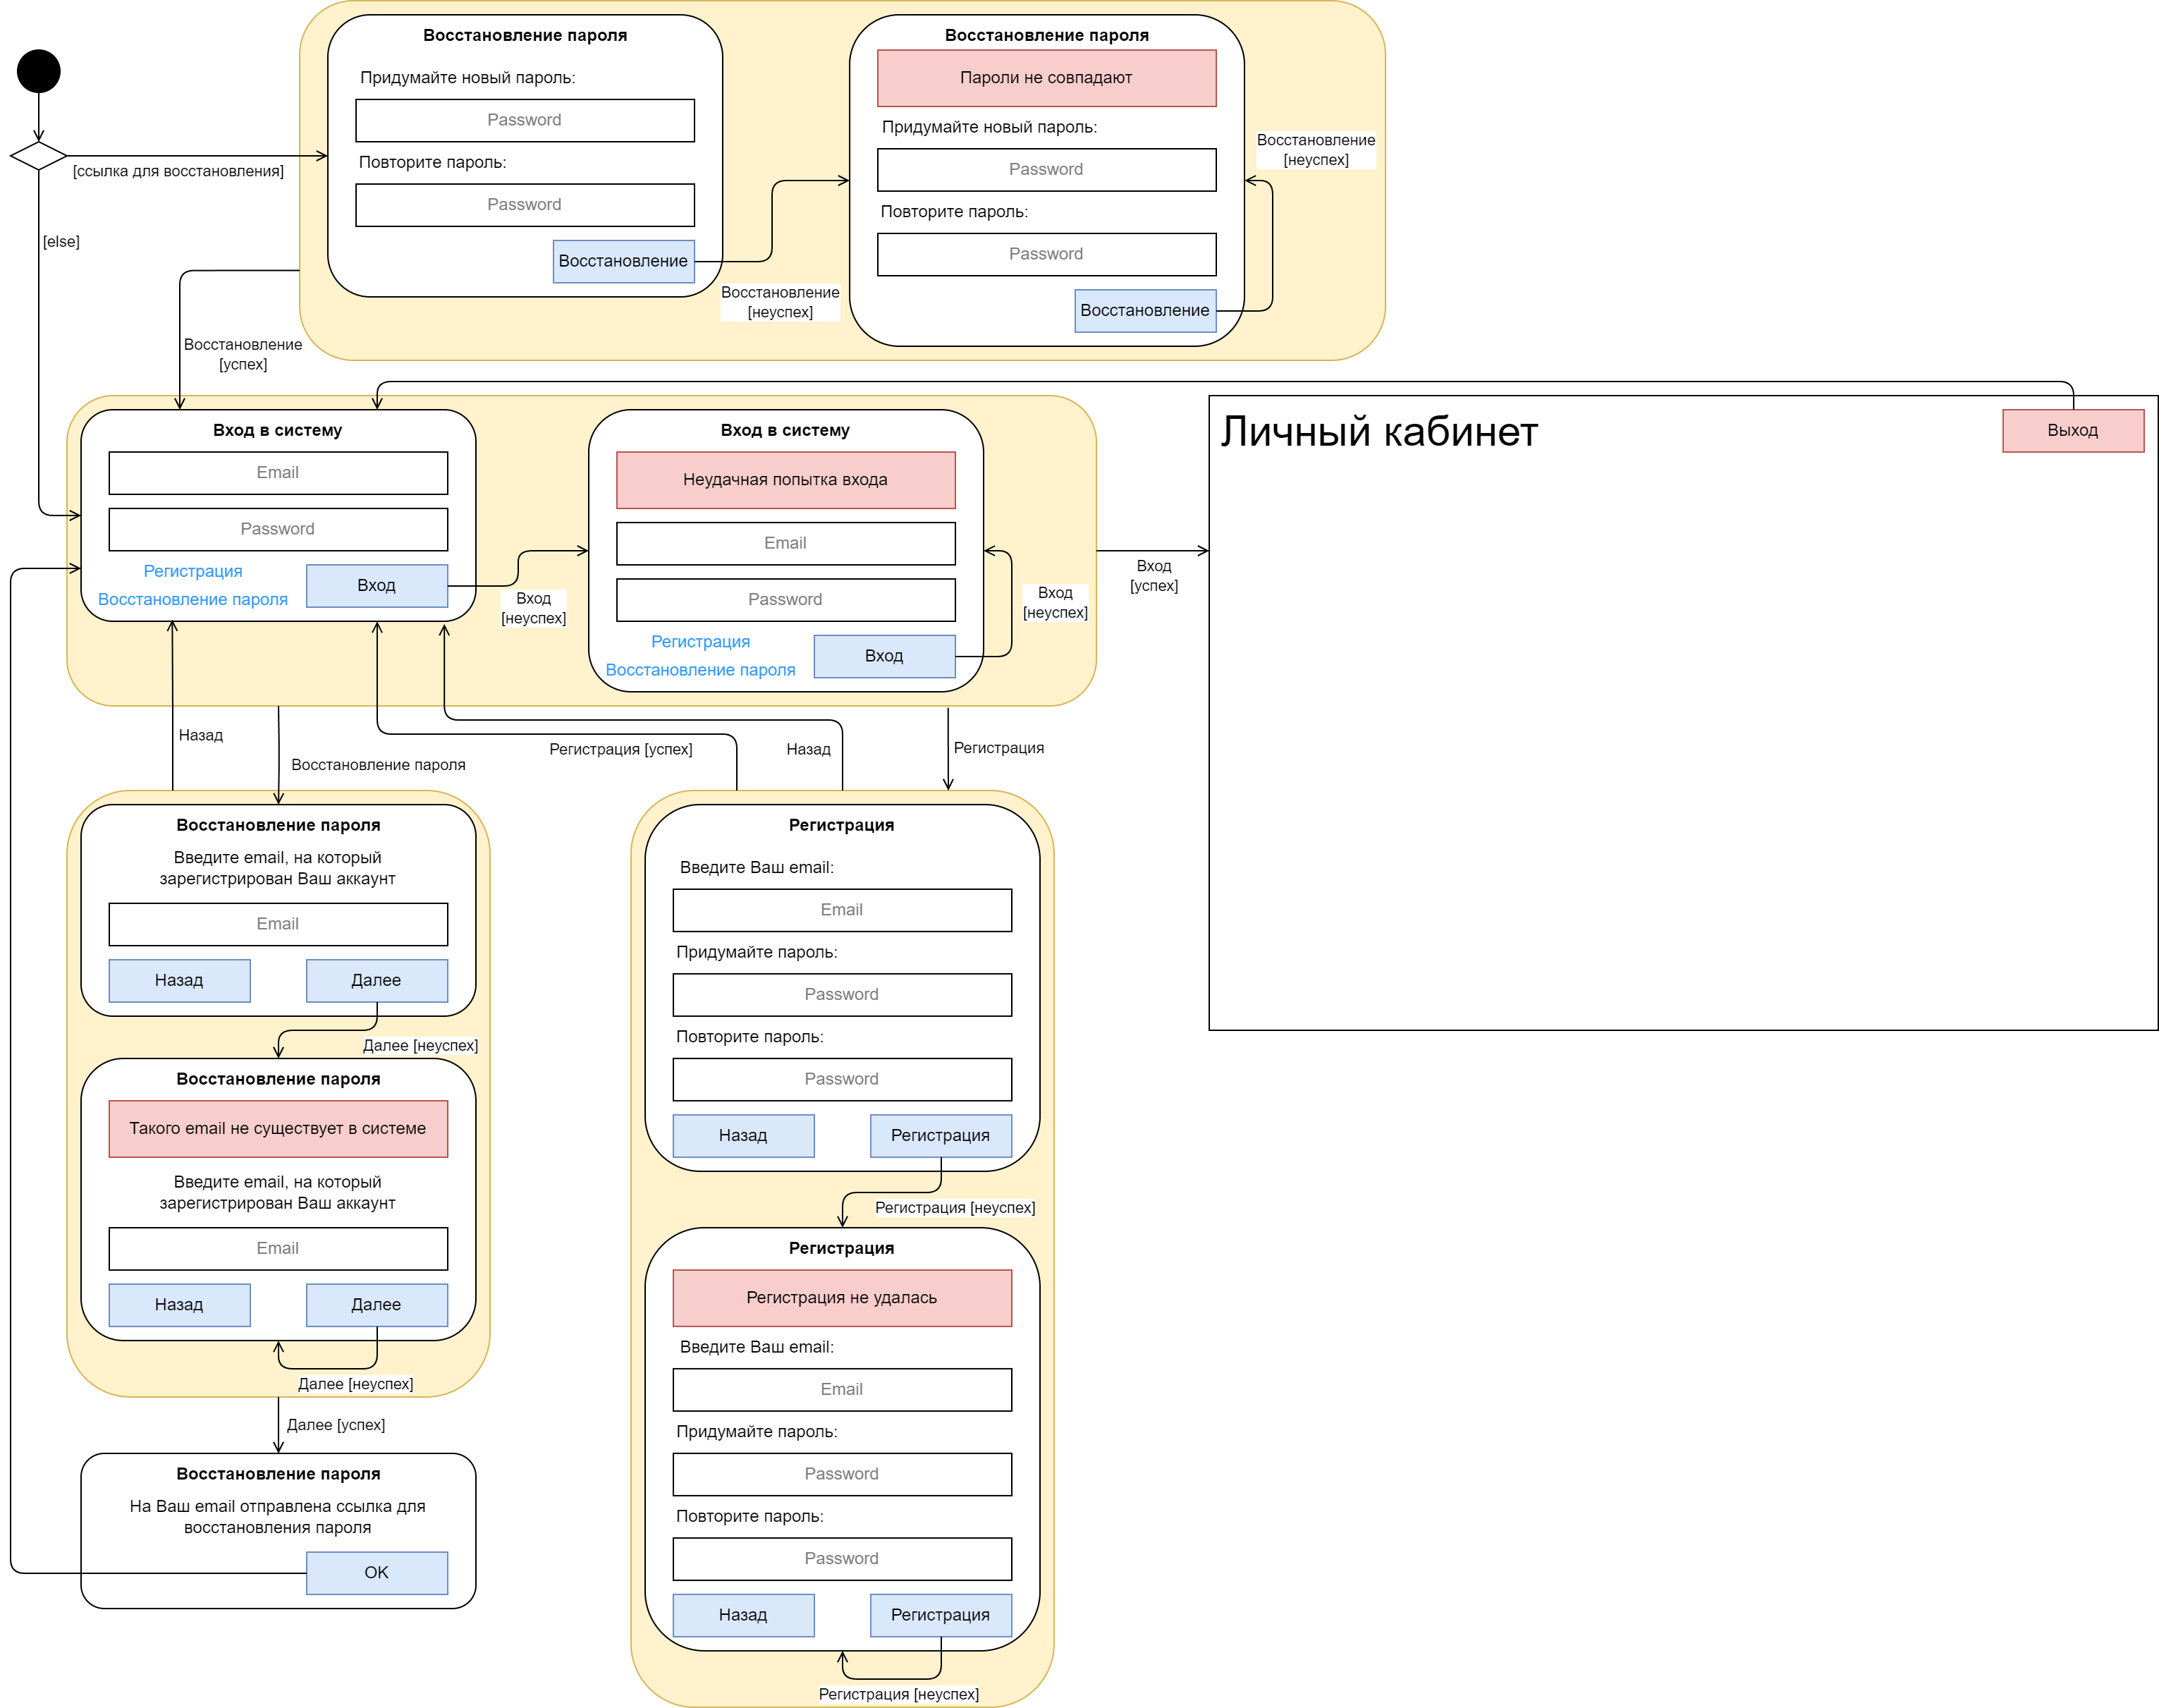 Восстановление пароля
Придумайте новый пароль:
Password
Повторите пароль:
Password
Восстановление
Восстановление
[неуспех]
Восстановление пароля
Пароли не совпадают
Придумайте новый пароль:
Password
Повторите пароль:
Password
Восстановление
Восстановление
[неуспех]
[ссылка для восстановления]
[else]
Восстановление
[успех]
Вход в систему
Email
Password
Регистрация
Восстановление пароля
Вход
Вход
[неуспех]
Вход в систему
Неудачная попытка входа
Email
Password
Регистрация
Восстановление пароля
Вход
Вход
[неуспех]
Вход
[успех]
Личный кабинет
Выход
Назад
Восстановление пароля
Регистрация [успех]
Назад
Регистрация
Восстановление пароля
Введите email, на который
зарегистрирован Ваш аккаунт
Email
Назад
Далее
Далее [неуспех]
Восстановление пароля
Такого email не существует в системе
Введите email, на который
зарегистрирован Ваш аккаунт
Email
Назад
Далее
Далее [неуспех]
Далее [успех]
Восстановление пароля
На Ваш email отправлена ссылка для
восстановления пароля
OK
Регистрация
Введите Ваш email:
Email
Придумайте пароль:
Password
Повторите пароль:
Password
Назад
Регистрация
Регистрация [неуспех]
Регистрация
Регистрация не удалась
Введите Ваш email:
Email
Придумайте пароль:
Password
Повторите пароль:
Password
Назад
Регистрация
Регистрация [неуспех]